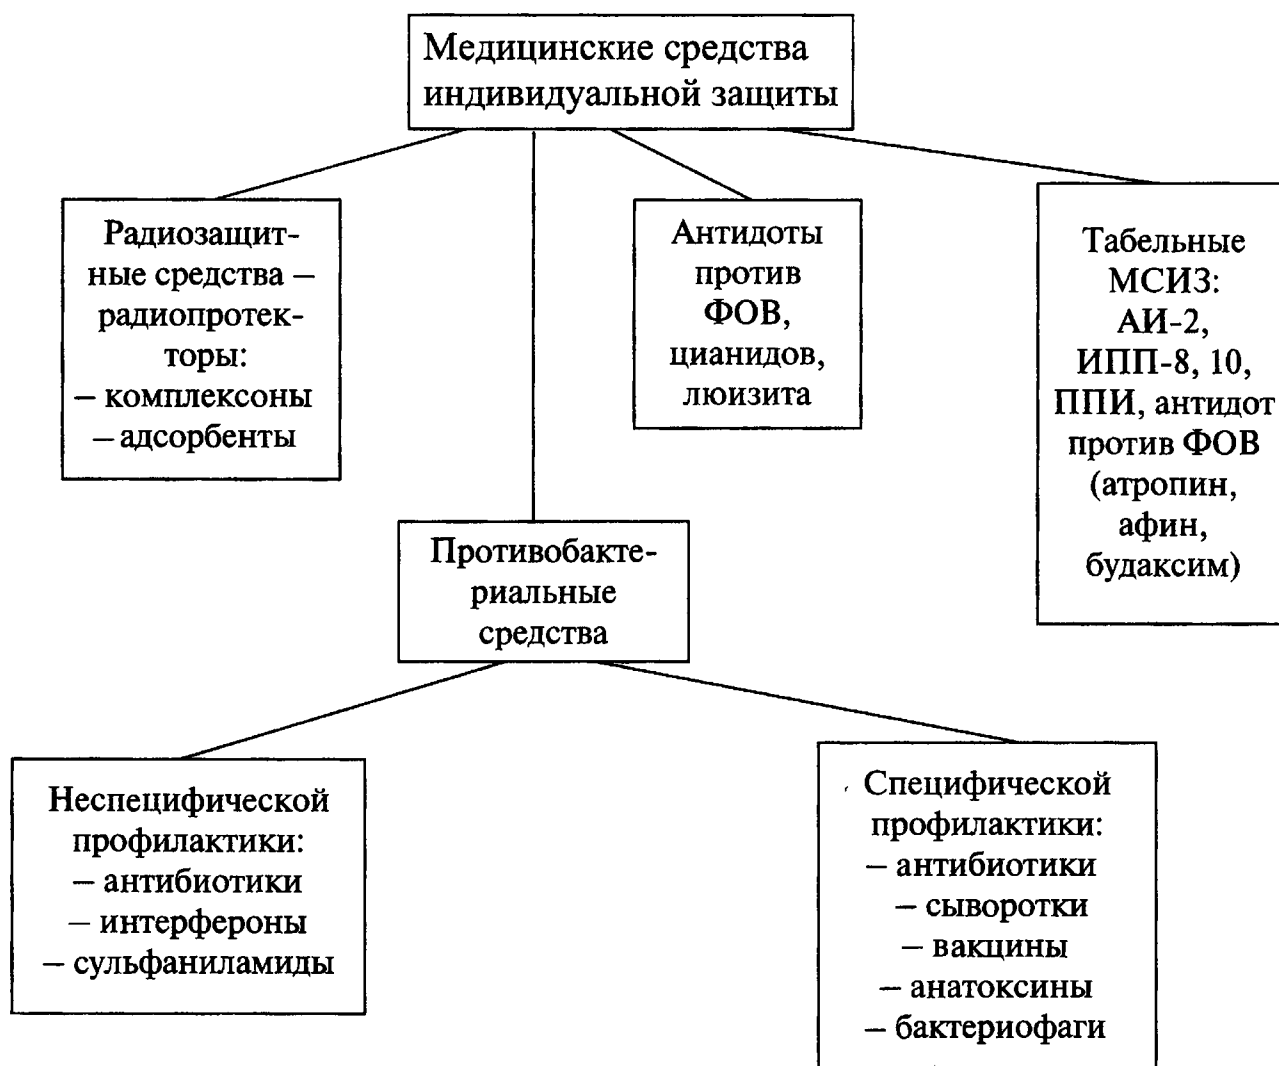 Медицинские средства
индивидуальной защиты
Радиозащит-
ные средства –
радиопротек-
торы:
– комплексоны
– адсорбенты
Антидоты
против
ФОВ,
цианидов,
люизита
Табельные
МСИЗ:
АИ-2,
ИПП-8, 10,
ППИ, антидот
против ФОВ
(атропин,
афин,
будаксим)
Противобакте-
риальные
средства
Неспецифической
профилактики:
– антибиотики
– интерфероны
– сульфаниламиды
Специфической
профилактики:
– антибиотики
– сыворотки
– вакцины
– анатоксины
– бактериофаги